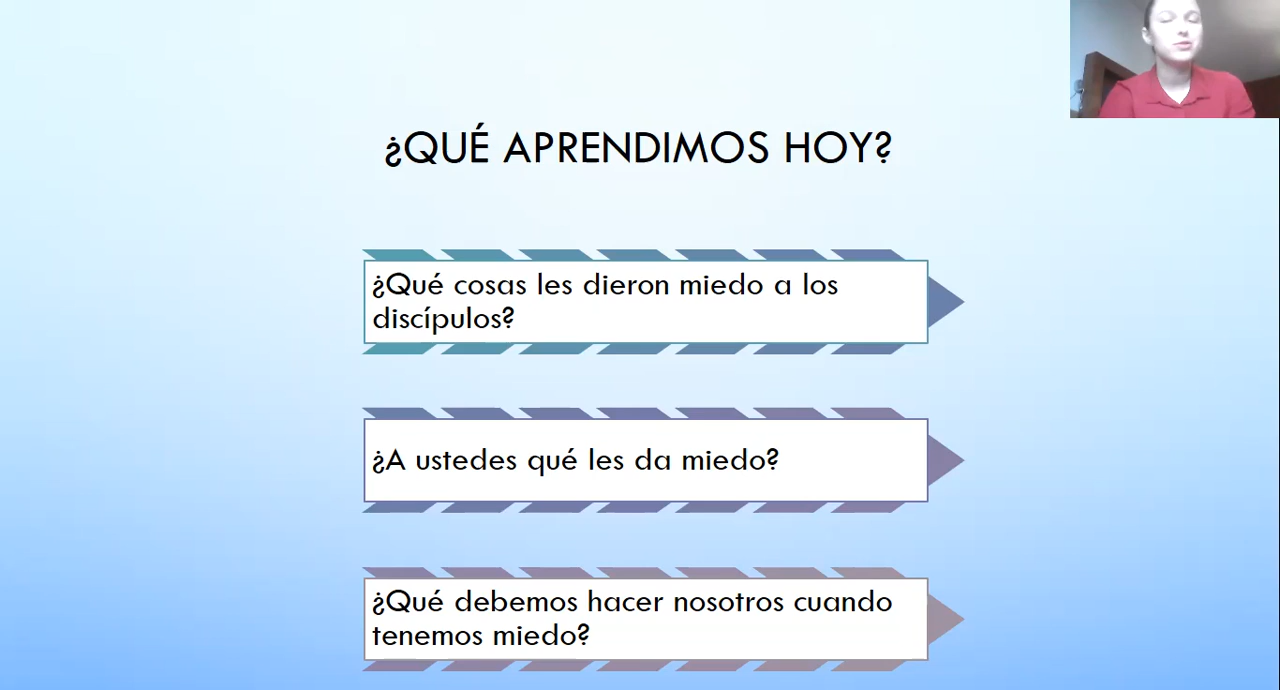 ¿QUÉ APRENDIMOS HOY?
¿Qué cosas les dieron miedo a los
discípulos?
¿A ustedes qué les da miedo?
¿Qué debemos hacer nosotros cuando
tenemos miedo?